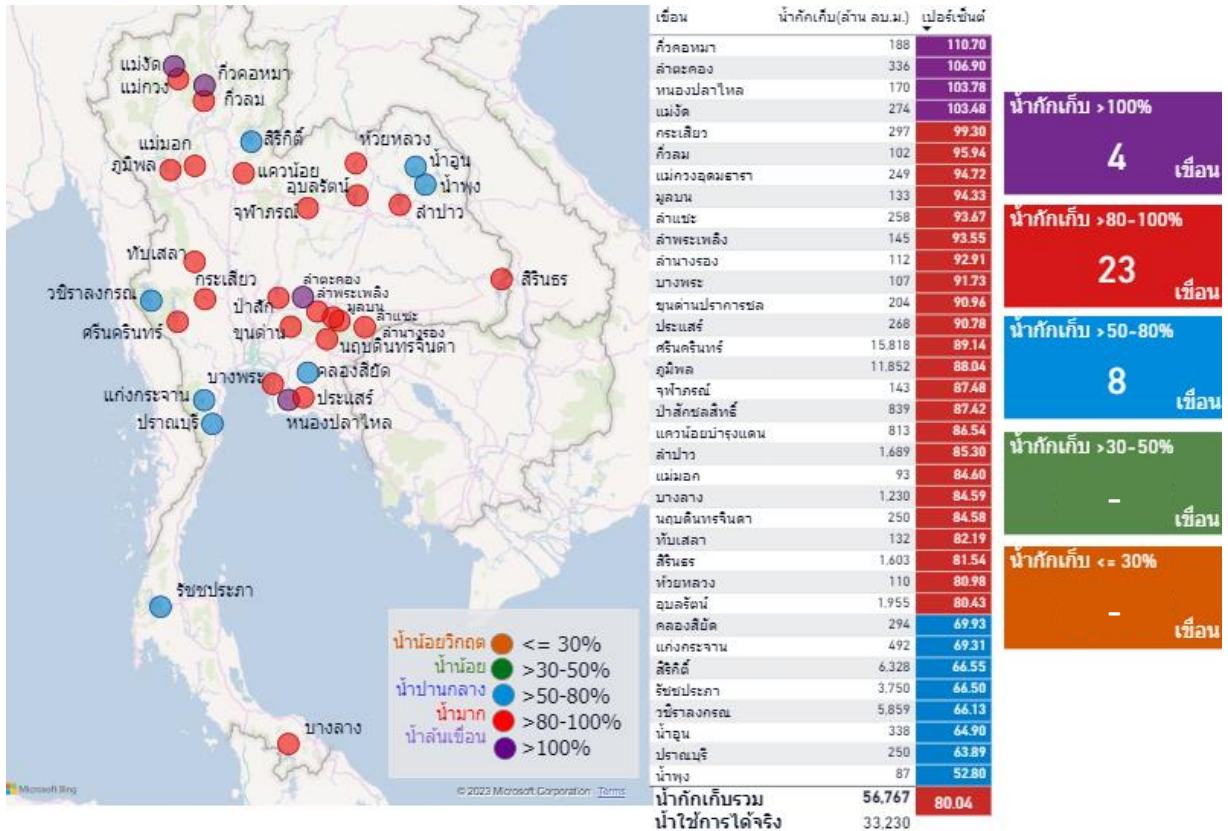 แม่งัด
แม่กวง
กิ่วคอหมา
กิ่วลม
สิริกิติ์
ห้วยหลวง
แม่มอก
ภูมิพล
แควน้อย
น้ำอูน
อุบลรัตน์
น้ำพุง
จุฬาภรณ์
ลำปาว
ทับเสลา
กระเสียว
ลำตะคอง
สิรินธร
วชิราลงกรณ
ป่าสัก
ลำพระเพลิง
มูลบน
ลำแชะ
ศรีนครินทร์
ขุนด่าน
ลำนางรอง
นฤบดินทรจินดา
บางพระ
คลองสียัด
แก่งกระจาน
ประแสร์
ปราณบุรี
หนองปลาไหล
รัชชประภา
บางลาง
น้ำน้อยวิกฤต <= 30%
น้ำน้อย >30-50%
น้ำปานกลาง >50-80%
น้ำมาก >80-100%
น้ำล้นเขื่อน >100%
Microsoft Bing
© 2023 Microsoft Corporation Terms
เขื่อน น้ำกักเก็บ(ล้าน ลบ.ม.) เปอร์เซ็นต์
กิ่วคอหมา 188 110.70
ลำตะคอง 336 106.90
หนองปลาไหล 170 103.78
แม่งัด 274 103.48
กระเสียว 297 99.30
กิ่วลม 102 95.94
แม่กวงอุดมธารา 249 94.72
มูลบน 133 94.33
ลำแชะ 258 93.67
ลำพระเพลิง 145 93.55
ลำนางรอง 112 92.91
บางพระ 107 91.73
ขุนด่านปราการชล 204 90.96
ประแสร์ 268 90.78
ศรีนครินทร์ 15,818 89.14
ภูมิพล 11,852 88.04
จุฬาภรณ์ 143 87.48
ป่าสักชลสิทธิ์ 839 87.42
แควน้อยบำรุงแดน 813 86.54
ลำปาว 1,689 85.30
แม่มอก 93 84.60
บางลาง 1,230 84.59
นฤบดินทรจินดา 250 84.58
ทับเสลา 132 82.19
สิรินธร 1,603 81.54
ห้วยหลวง 110 80.98
อุบลรัตน์ 1,955 80.43
คลองสียัด 294 69.93
แก่งกระจาน 492 69.31
สิริกิติ์ 6,328 66.55
รัชชประภา 3,750 66.50
วชิราลงกรณ 5,859 66.13
น้ำอูน 338 64.90
ปราณบุรี 250 63.89
น้ำพุง 87 52.80
น้ำกักเก็บรวม 56,767 80.04
น้ำใช้การได้จริง 33,230
น้ำกักเก็บ >100%
4
เขื่อน
น้ำกักเก็บ >80-100%
23
เขื่อน
น้ำกักเก็บ >50-80%
8
เขื่อน
น้ำกักเก็บ >30-50%
-
เขื่อน
น้ำกักเก็บ <= 30%
-
เขื่อน